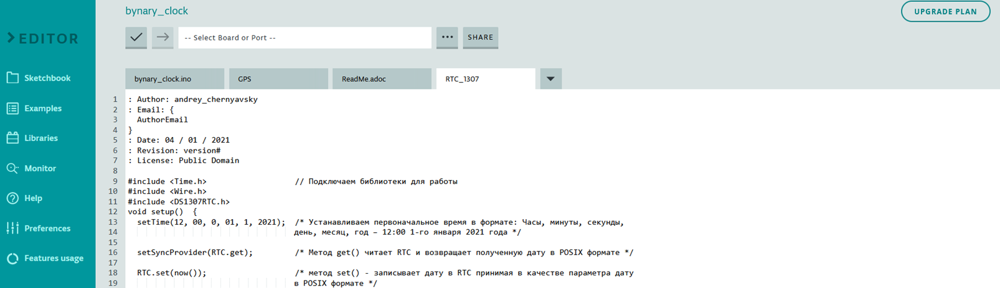 bynary_clock
UPGRADE PLAN
EDITOR
-- Select Board or Port --
SHARE
Sketchbook
Examples
Libraries
Monitor
Help
Preferences
Features usage
bynary_clock.ino
GPS
ReadMe.adoc
RTC_1307
1 : Author: andrey_chernyavsky
2 : Email: {
3 AuthorEmail
4 }
5 : Date: 04 / 01 / 2021
6 : Revision: version#
7 : License: Public Domain
8
9 #include <Time.h> // Подключаем библиотеки для работы
10 #include <Wire.h>
11 #include <DS1307RTC.h>
12 void setup() {
13 setTime(12, 00, 0, 01, 1, 2021); /* Устанавливаем первоначальное время в формате: Часы, минуты, секунды,
14 день, месяц, год – 12:00 1-го января 2021 года */
15
16 setSyncProvider(RTC.get); /* Метод get() читает RTC и возвращает полученную дату в POSIX формате */
17
18 RTC.set(now()); /* метод set() - записывает дату в RTC принимая в качестве параметра дату
19 в POSIX формате */